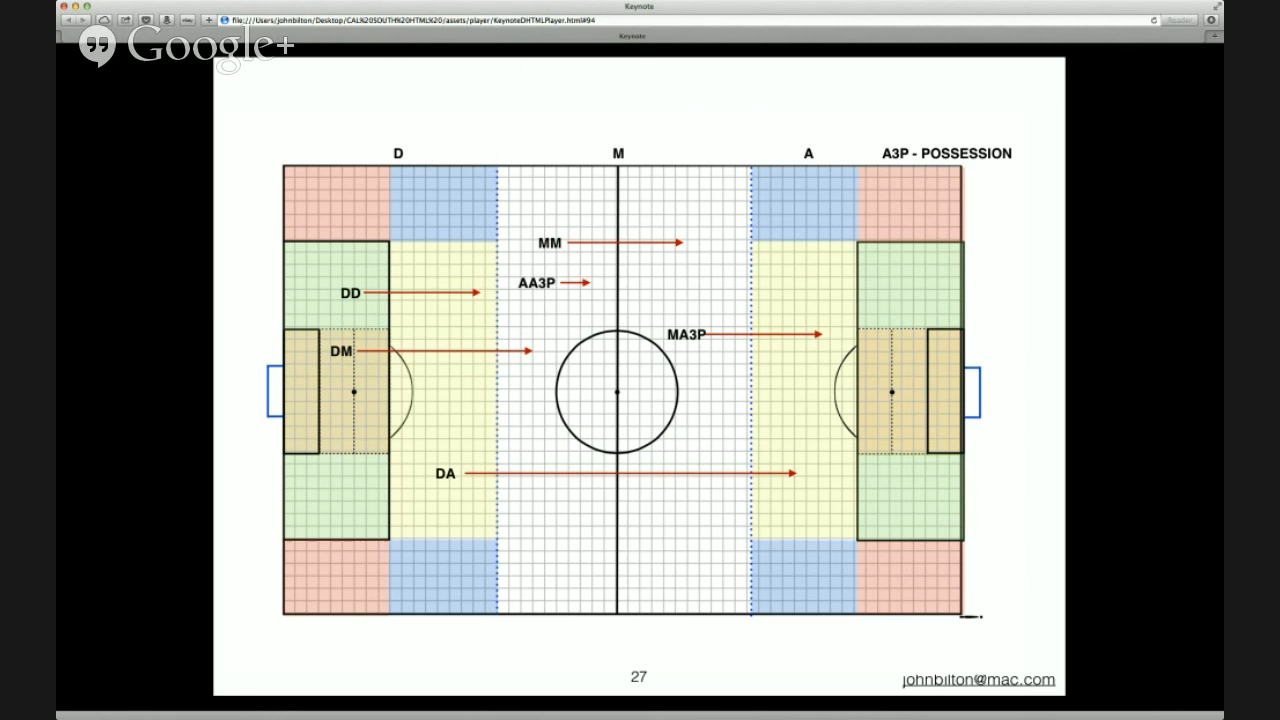 Keynote
file:///Users/johnbilton/Desktop/CAL%20SOUTH%20HTML%20/assets/player/KeynoteDHTMLPlayer.html#94
Reader
Keynote
Google+
D M A A3P - POSSESSION
MM
AA3P
DD
MA3P
DM
DA
27
johnbilton@mac.com